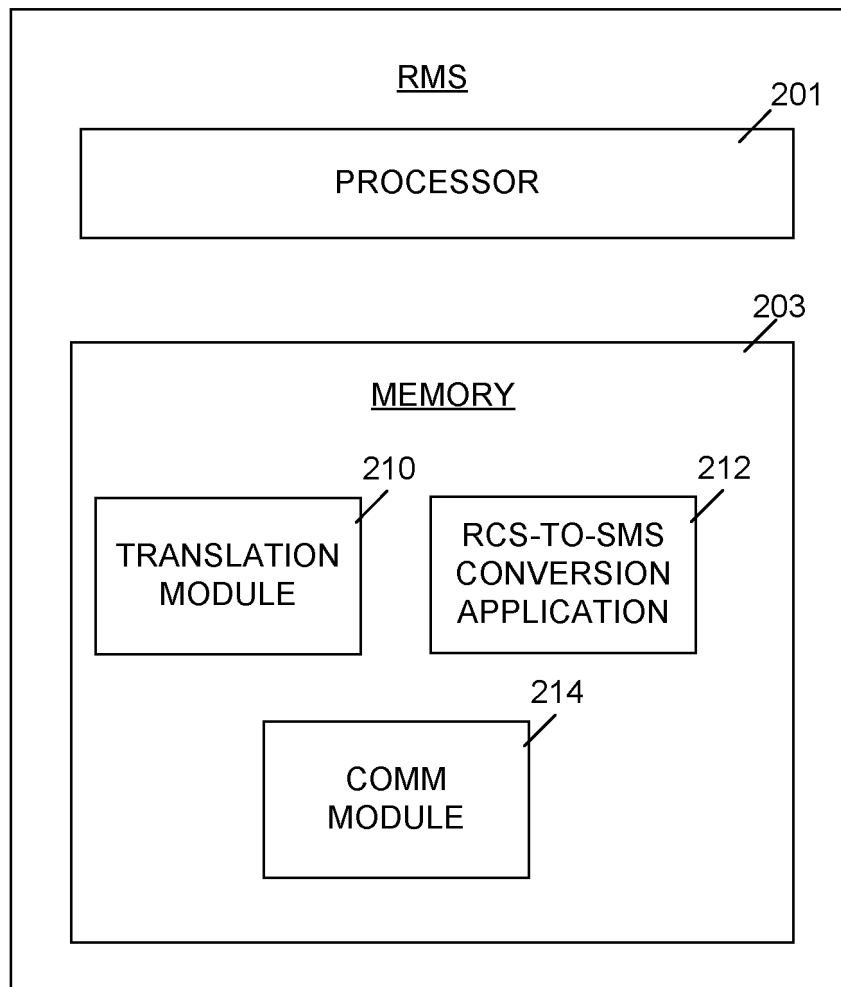 RMS
201
PROCESSOR
203
MEMORY
210
TRANSLATION
MODULE
212
RCS-TO-SMS
CONVERSION
APPLICATION
214
COMM
MODULE